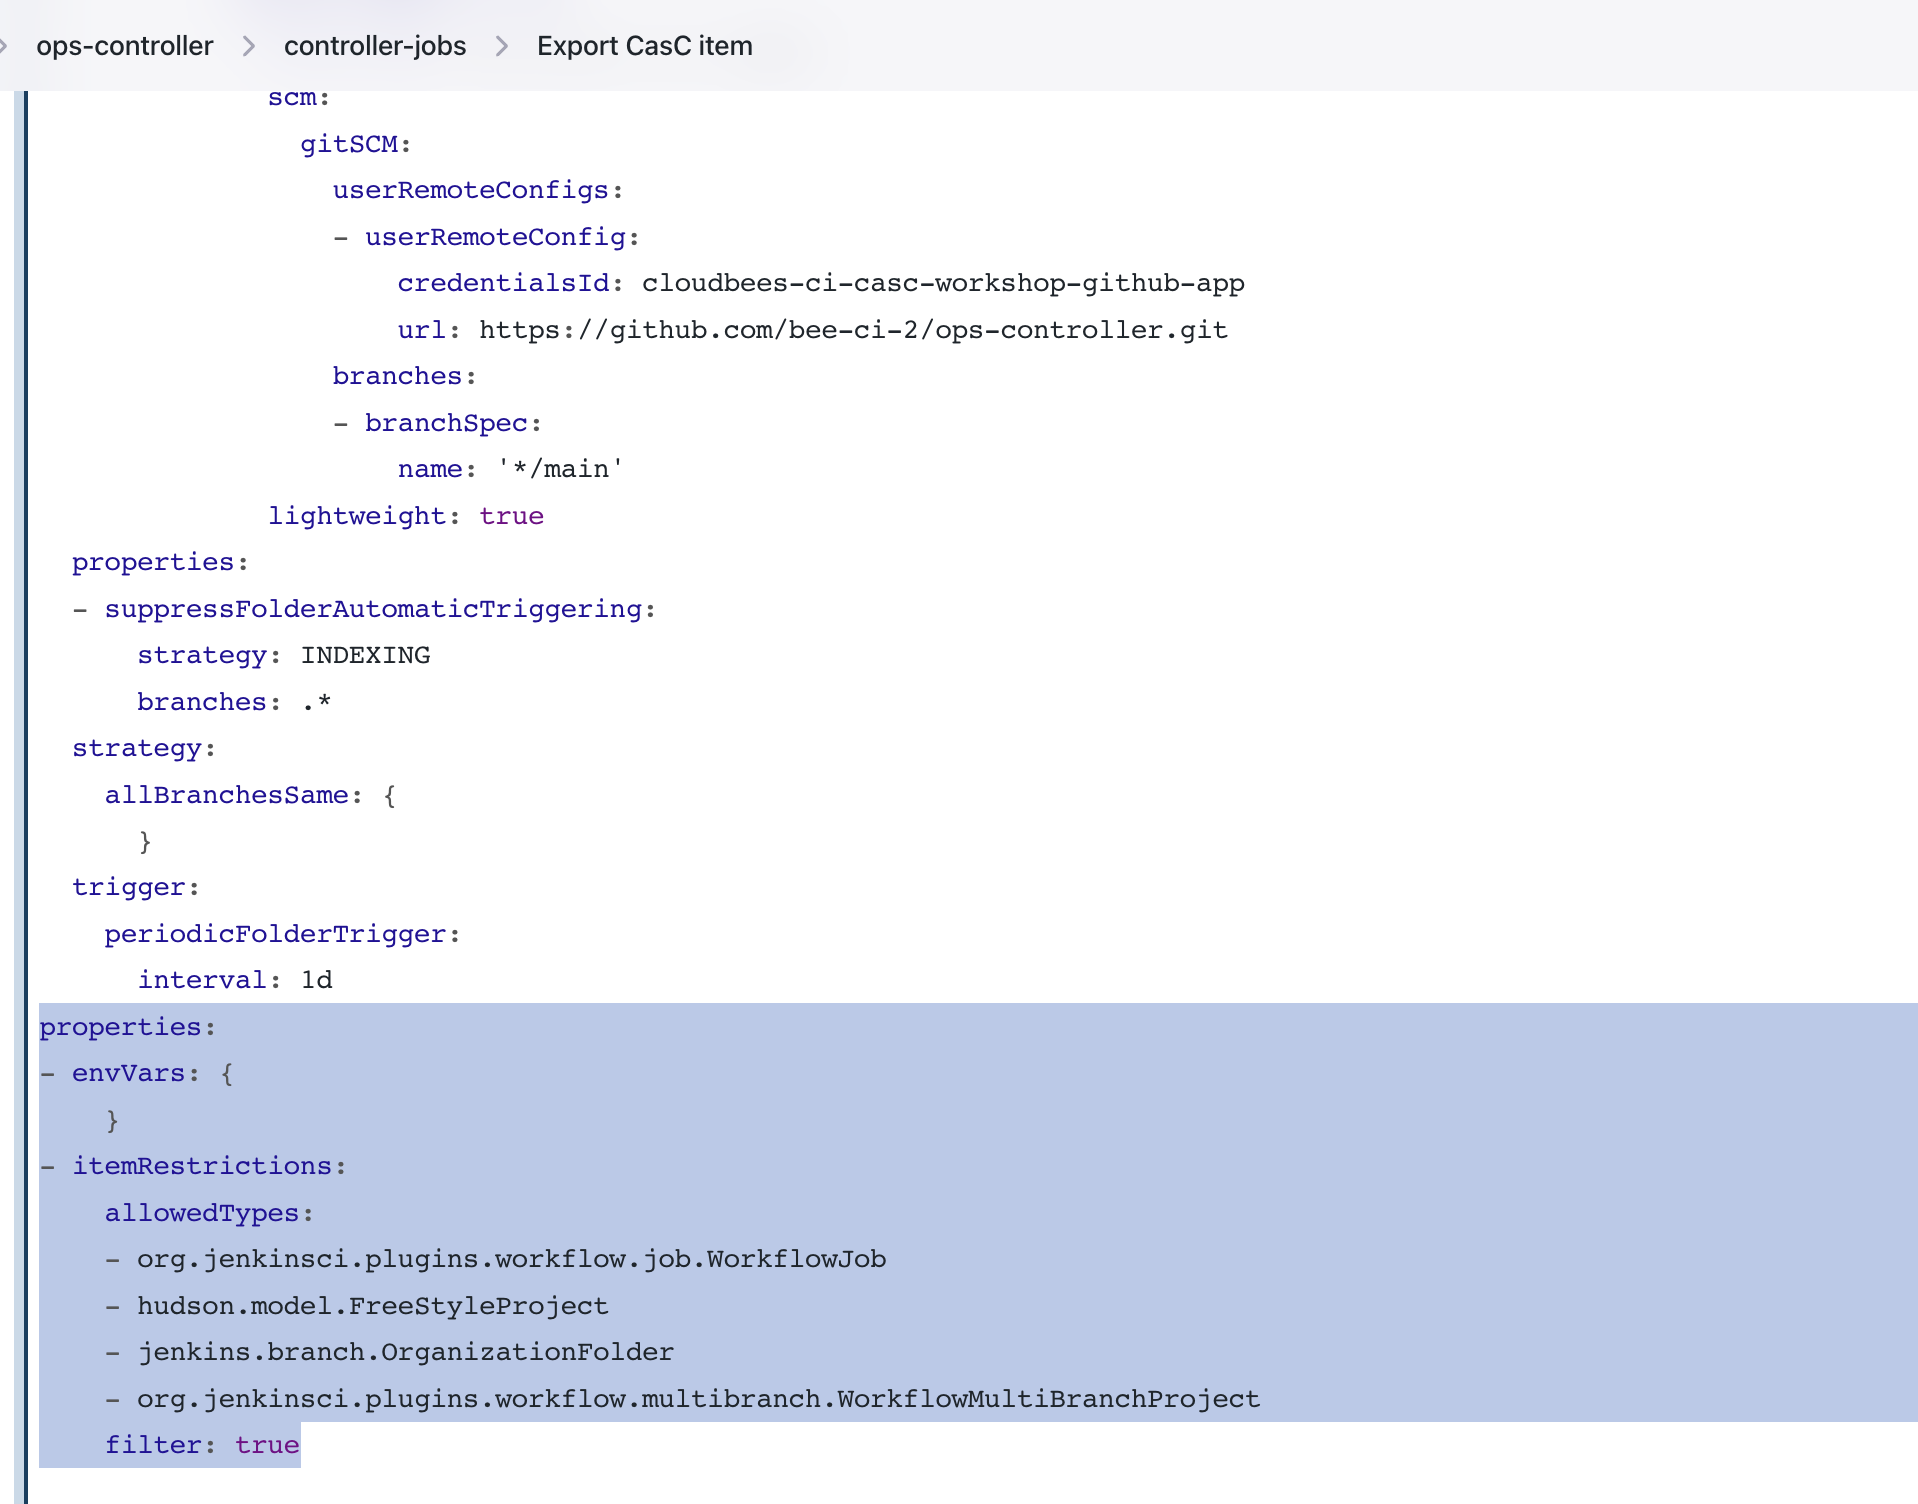 ops-controller > controller-jobs > Export CasC item
scm:
gitSCM:
userRemoteConfigs:
- userRemoteConfig:
credentialsId: cloudbees-ci-casc-workshop-github-app
url: https://github.com/bee-ci-2/ops-controller.git
branches:
- branchSpec:
name: '*/main'
lightweight: true
properties:
- suppressFolderAutomaticTriggering:
strategy: INDEXING
branches: .*
strategy:
allBranchesSame: {
}
trigger:
periodicFolderTrigger:
interval: 1d
properties:
- envVars: {
}
- itemRestrictions:
allowedTypes:
- org.jenkinsci.plugins.workflow.job.WorkflowJob
- hudson.model.FreeStyleProject
- jenkins.branch.OrganizationFolder
- org.jenkinsci.plugins.workflow.multibranch.WorkflowMultiBranchProject
filter: true